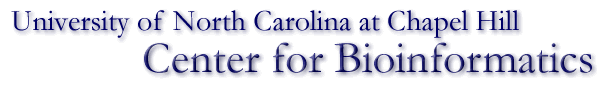 University of North Carolina at Chapel Hill
Center for Bioinformatics